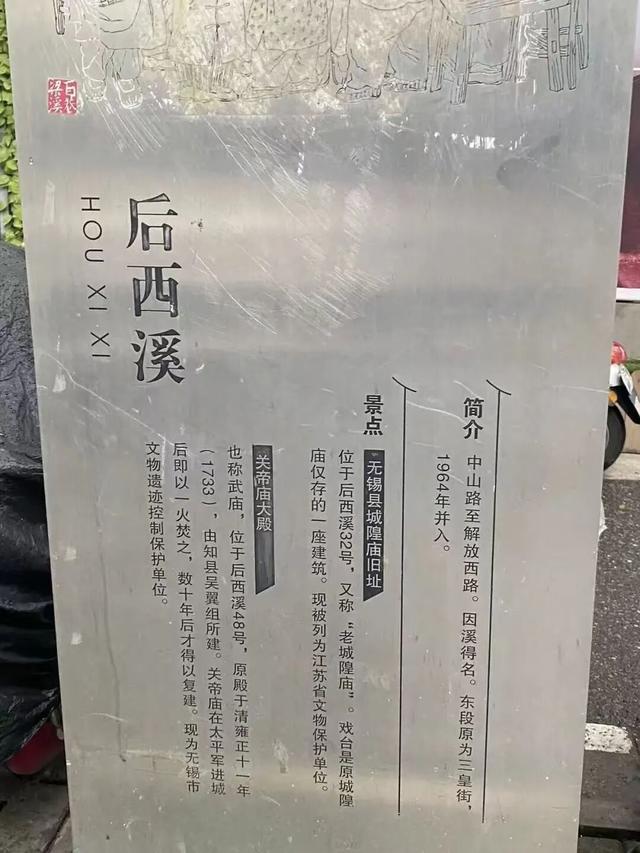 后西溪
HOU XI XI
简介
中山路至解放西路。因溪得名。东段原为三皇街，
1964年并入。
景点
无锡县城隍庙旧址
位于后西溪32号，又称“老城隍庙”。戏台是原城隍
庙仅存的一座建筑。现被列为江苏省文物保护单位。
关帝庙大殿
也称武庙，位于后西溪48号，原殿于清雍正十一年
（1733），由知县吴翼组所建。关帝庙在太平军进城
后即以一火焚之，数十年后才得以复建。现为无锡市
文物遗迹控制保护单位。